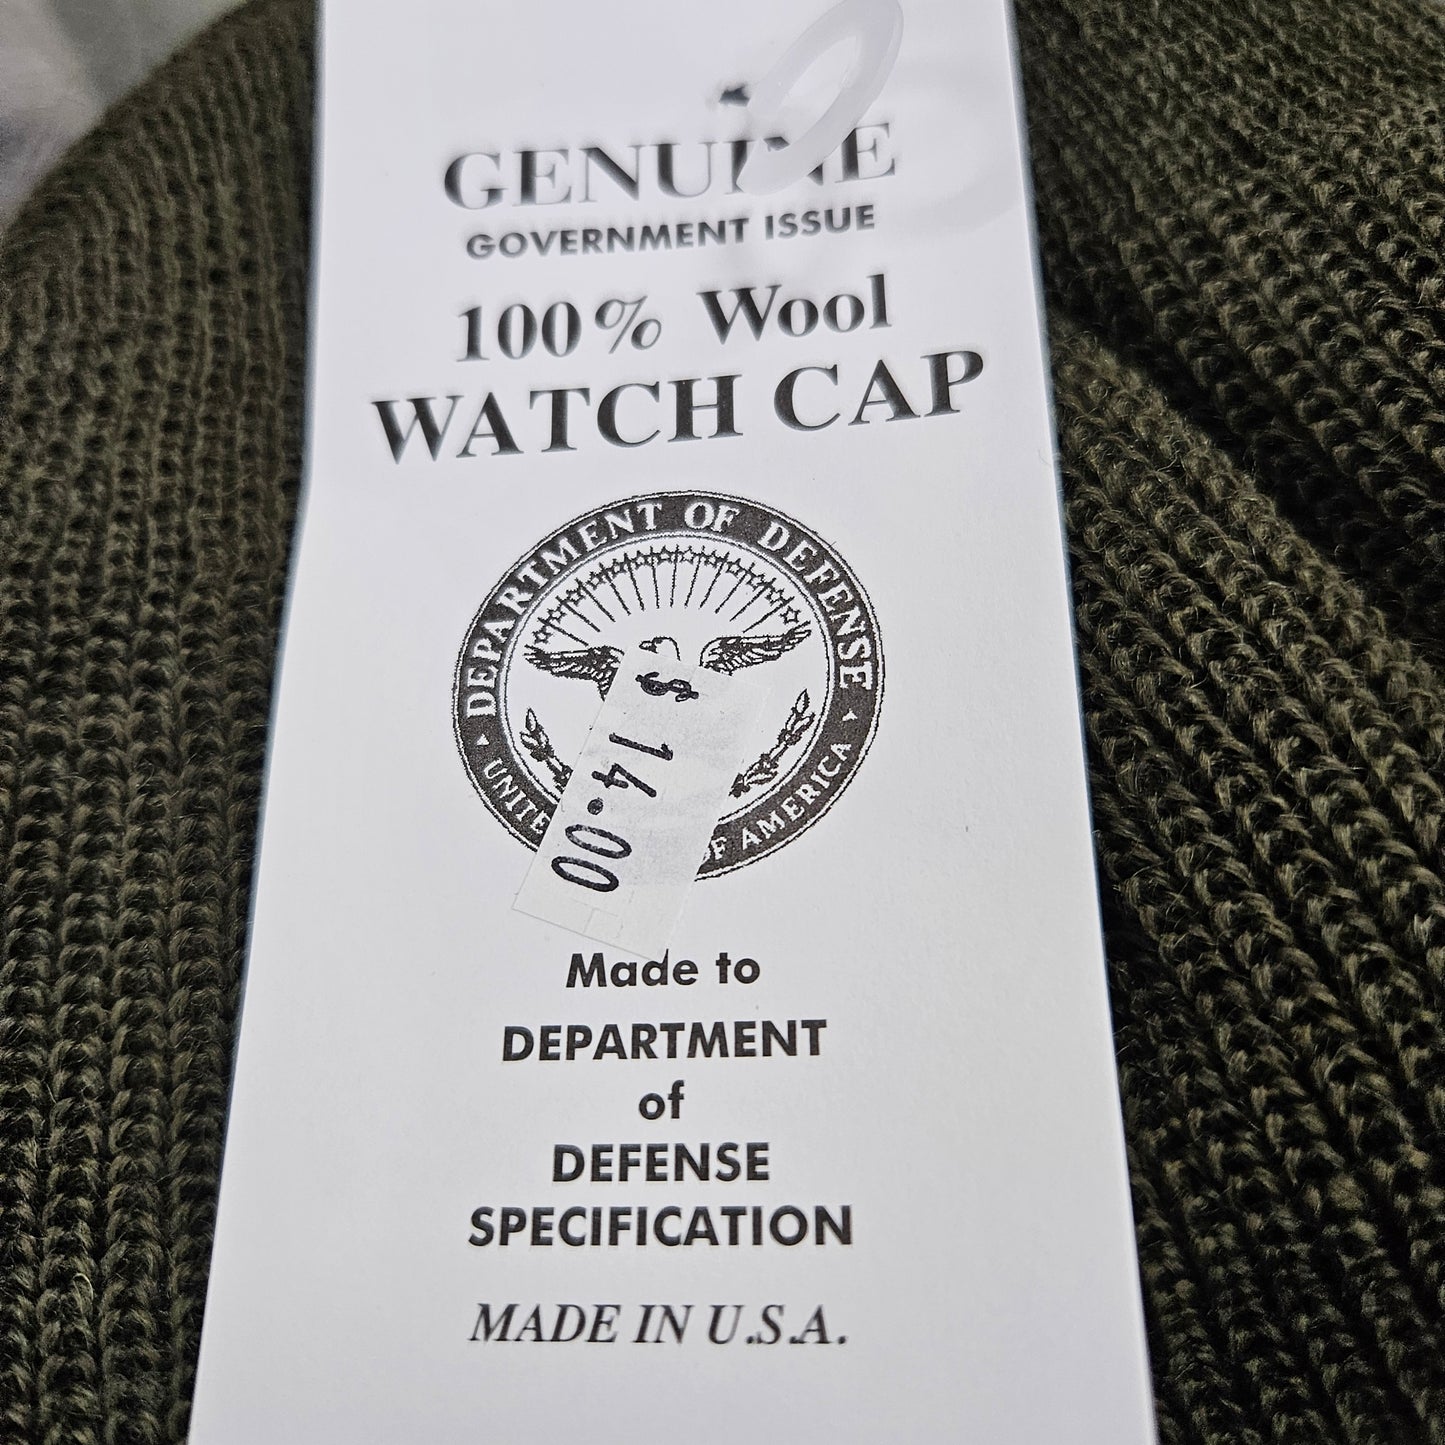 GENUINE
GOVERNMENT ISSUE
100% Wool
WATCH CAP
DEPARTMENT OF DEFENSE
OF AMERICA
$ 14.00
Made to
DEPARTMENT
of
DEFENSE
SPECIFICATION
MADE IN U.S.A.